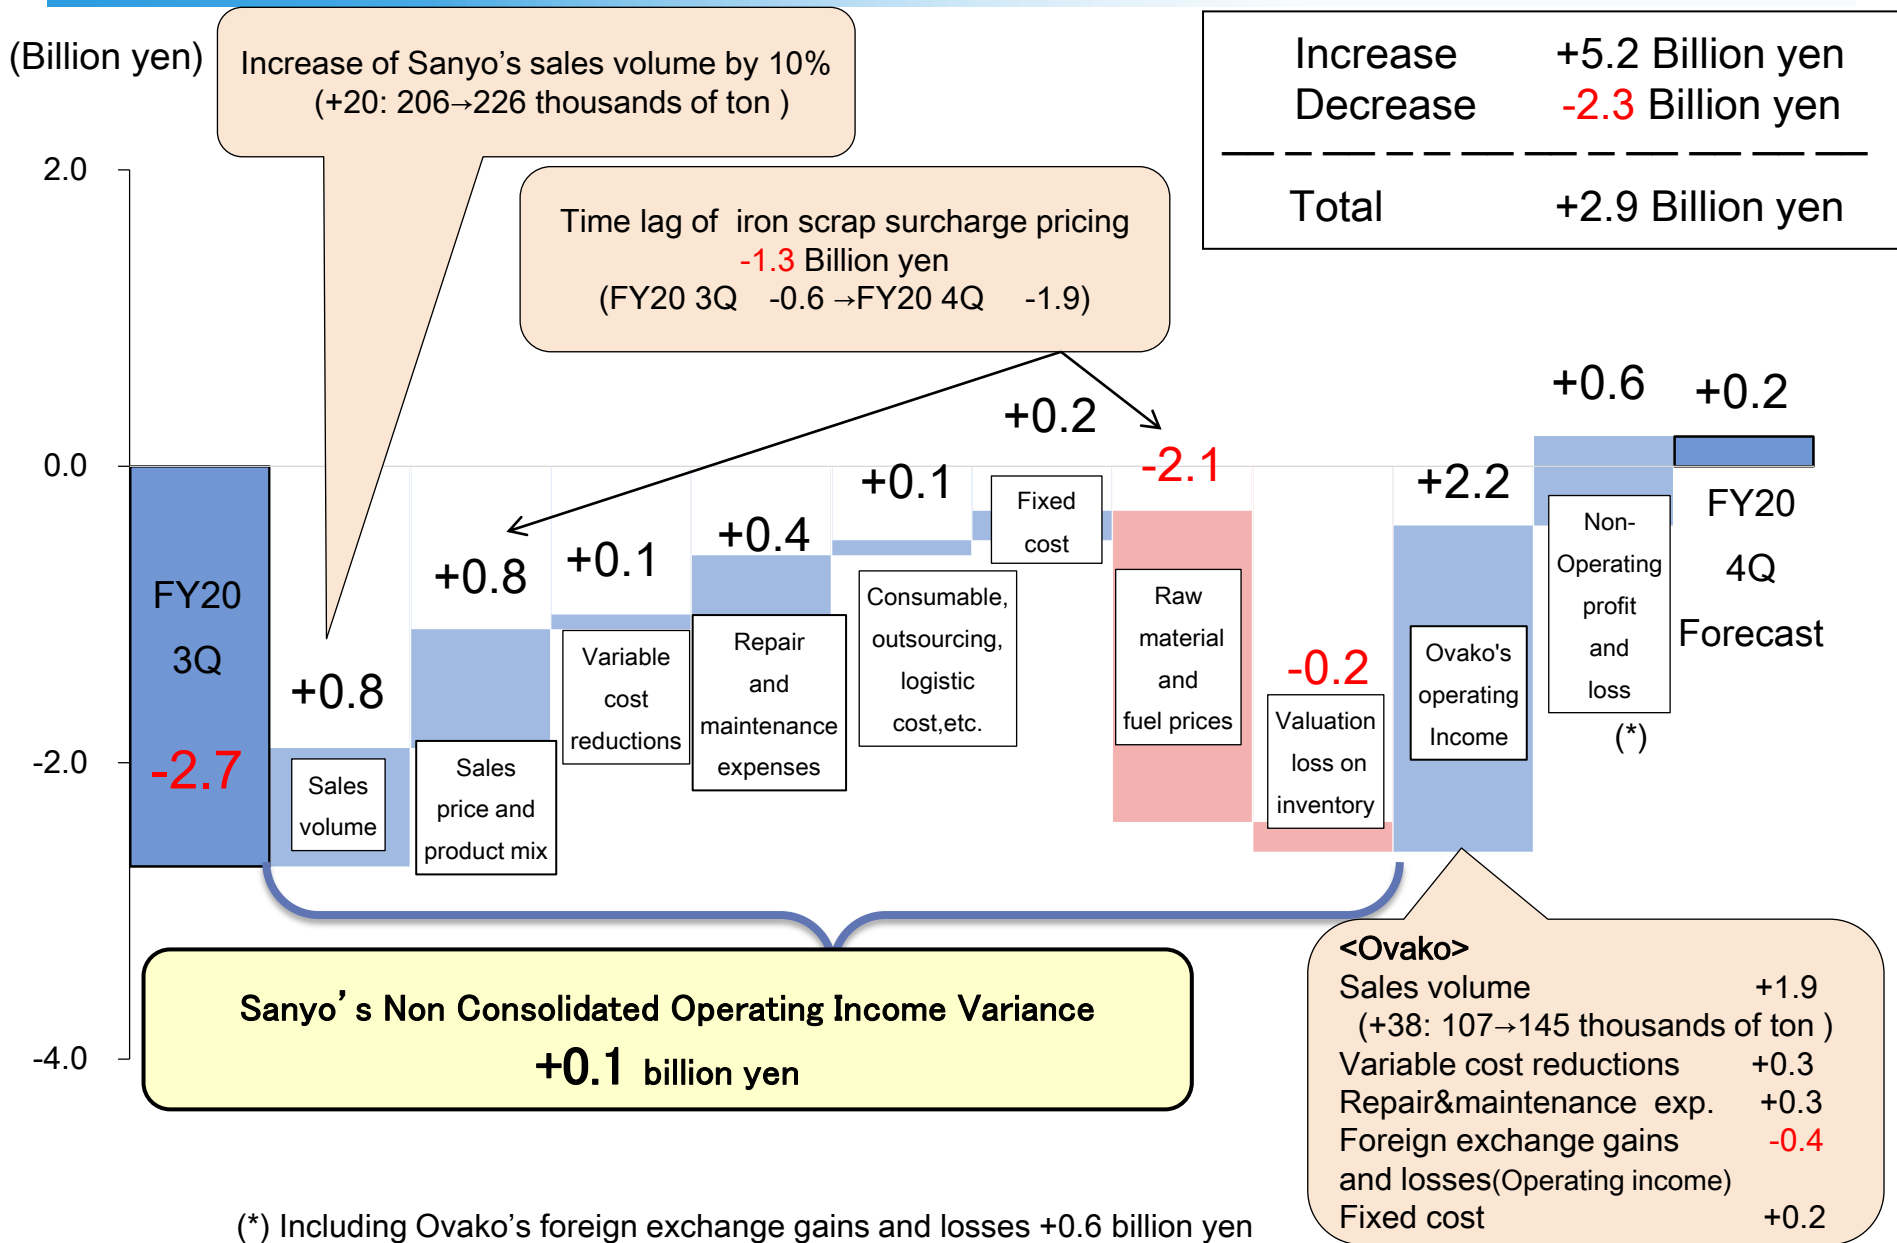 (Billion yen)
Increase of Sanyo's sales volume by 10%
(+20: 206→226 thousands of ton )
Increase +5.2 Billion yen
Decrease -2.3 Billion yen
Total +2.9 Billion yen
Time lag of iron scrap surcharge pricing
-1.3 Billion yen
(FY20 3Q -0.6 →FY20 4Q -1.9)
2.0
0.0
-2.0
-4.0
FY20
3Q
-2.7
+0.8
Sales
volume
+0.8
Sales
price and
product mix
+0.1
Variable
cost
reductions
+0.4
Repair
and
maintenance
expenses
+0.1
Consumable,
outsourcing,
logistic
cost,etc.
+0.2
Fixed
cost
-2.1
Raw
material
and
fuel prices
-0.2
Valuation
loss on
inventory
+2.2
Ovako's
operating
Income
+0.6
Non-
Operating
profit
and
loss
(*)
+0.2
FY20
4Q
Forecast
Sanyo's Non Consolidated Operating Income Variance
+0.1 billion yen
<Ovako>
Sales volume +1.9
(+38: 107→145 thousands of ton )
Variable cost reductions +0.3
Repair&maintenance exp. +0.3
Foreign exchange gains -0.4
and losses(Operating income)
Fixed cost +0.2
(*) Including Ovako's foreign exchange gains and losses +0.6 billion yen